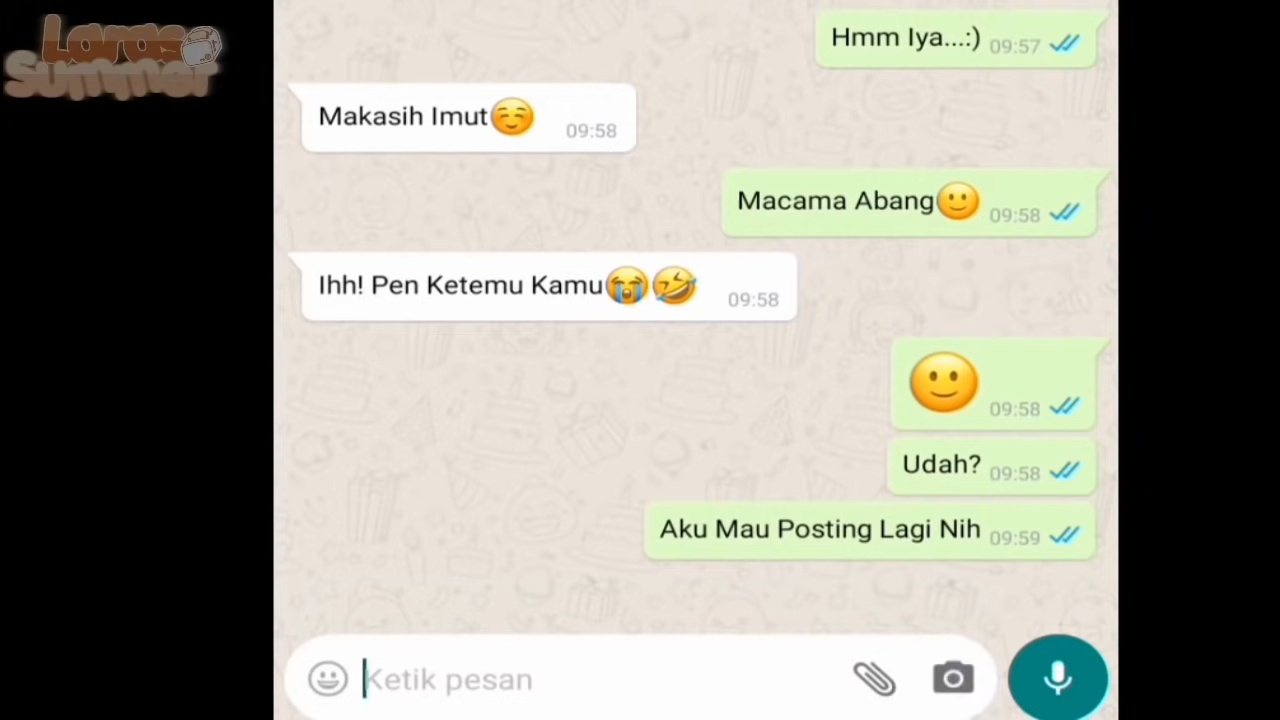 Laras
Summer
Hmm Iya...:) 09:57
Makasih Imut☺️ 09:58
Macama Abang🙂 09:58
Ihh! Pen Ketemu Kamu😭🤣 09:58
🙂 09:58
Udah? 09:58
Aku Mau Posting Lagi Nih 09:59
Ketik pesan